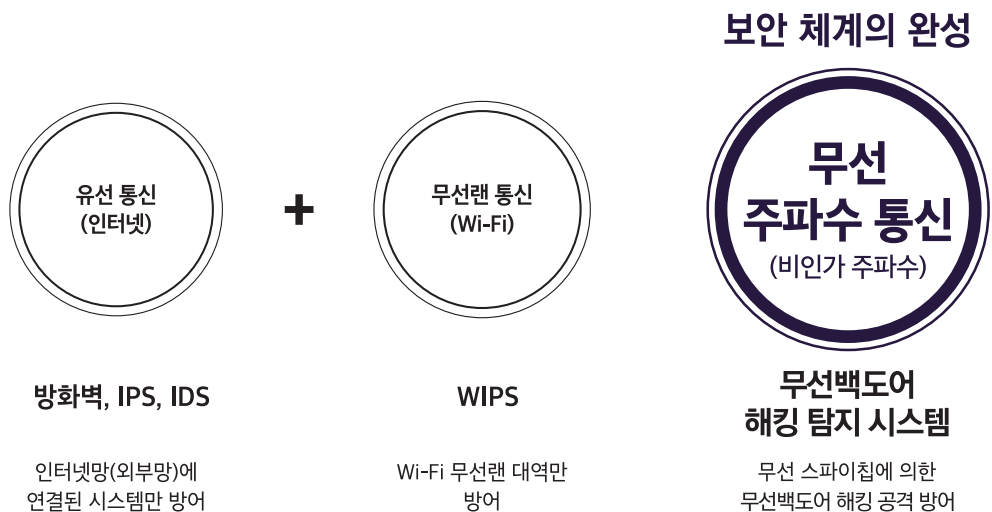 보안 체계의 완성
유선 통신
(인터넷)
+
무선랜 통신
(Wi-Fi)
무선
주파수 통신
(비인가 주파수)
방화벽, IPS, IDS
인터넷망(외부망)에
연결된 시스템만 방어
WIPS
Wi-Fi 무선랜 대역만
방어
무선백도어
해킹 탐지 시스템
무선 스파이칩에 의한
무선백도어 해킹 공격 방어